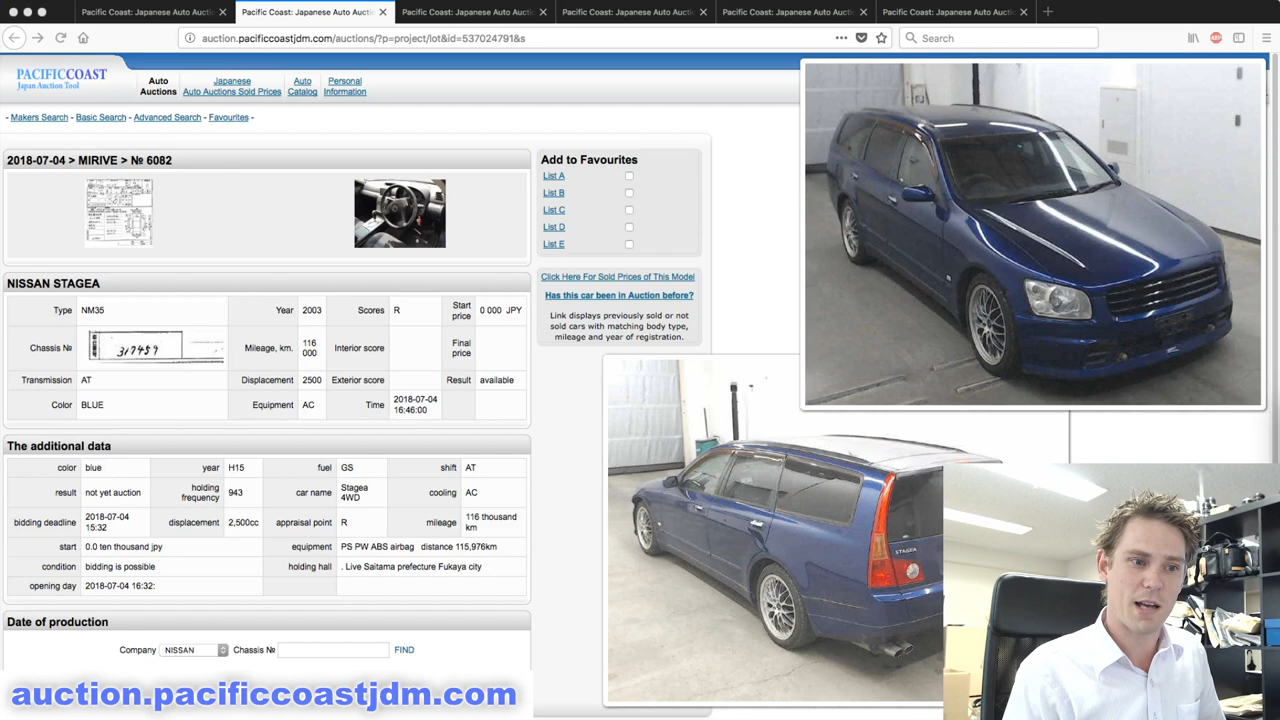 Pacific Coast: Japanese Auto Auctio
Pacific Coast: Japanese Auto Auctio
Pacific Coast: Japanese Auto Auctio
Pacific Coast: Japanese Auto Auctio
Pacific Coast: Japanese Auto Auctio
Pacific Coast: Japanese Auto Auctio
auction.pacificcoastjdm.com/auctions/?p=project/lot&id=537024791&s
Search
ABP
PACIFICCOAST
Japan Auction Tool
Auto Auctions
Japanese Auto Auctions Sold Prices
Auto Catalog
Personal Information
- Makers Search - Basic Search - Advanced Search - Favourites -
2018-07-04 > MIRIVE > № 6082
Add to Favourites
List A
List B
List C
List D
List E
Click Here For Sold Prices of This Model
Has this car been in Auction before?
Link displays previously sold or not
sold cars with matching body type,
mileage and year of registration.
NISSAN STAGEA
Type NM35 Year 2003 Scores R Start price 0 000 JPY
Chassis № 317459 Mileage, km. 116 000 Interior score Final price
Transmission AT Displacement 2500 Exterior score Result available
Color BLUE Equipment AC Time 2018-07-04 16:46:00
The additional data
color blue year H15 fuel GS shift AT
result not yet auction holding frequency 943 car name Stagea 4WD cooling AC
bidding deadline 2018-07-04 15:32 displacement 2,500cc appraisal point R mileage 116 thousand km
start 0.0 ten thousand jpy equipment PS PW ABS airbag distance 115,976km
condition bidding is possible holding hall . Live Saitama prefecture Fukaya city
opening day 2018-07-04 16:32:
Date of production
Company NISSAN Chassis № FIND
auction.pacificcoastjdm.com
STAGEA